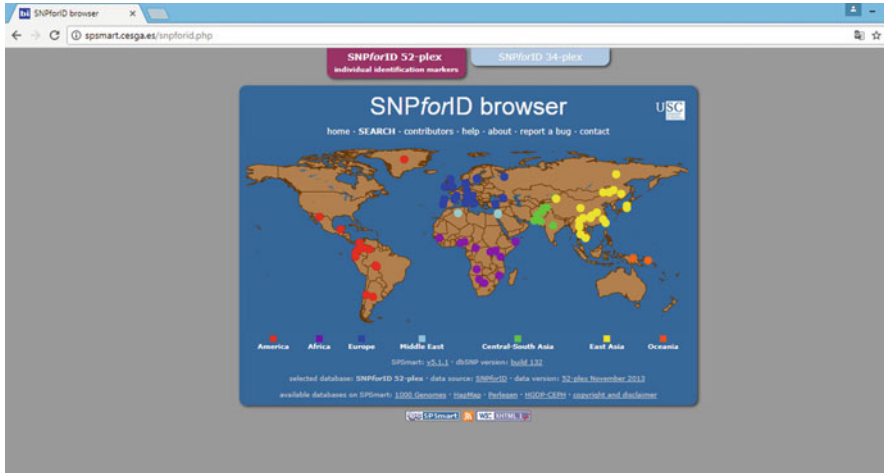 SNPforID browser
spsmart.cesga.es/snpforid.php
SNPforID 52-plex
individual identification markers
SNPforID 34-plex
SNPforID browser
USC
home - SEARCH - contributors - help - about - report a bug - contact
America Africa Europe Middle East Central-South Asia East Asia Oceania
SPSmart: v5.1.1 · dbSNP version: build 132
selected database: SNPforID 52-plex · data source: SNPforID · data version: 52-plex November 2013
available databases on SPSmart: 1000 Genomes · HapMap · Perlegen · HGDP-CEPH · copyright and disclaimer
SPSmart W3C XHTML